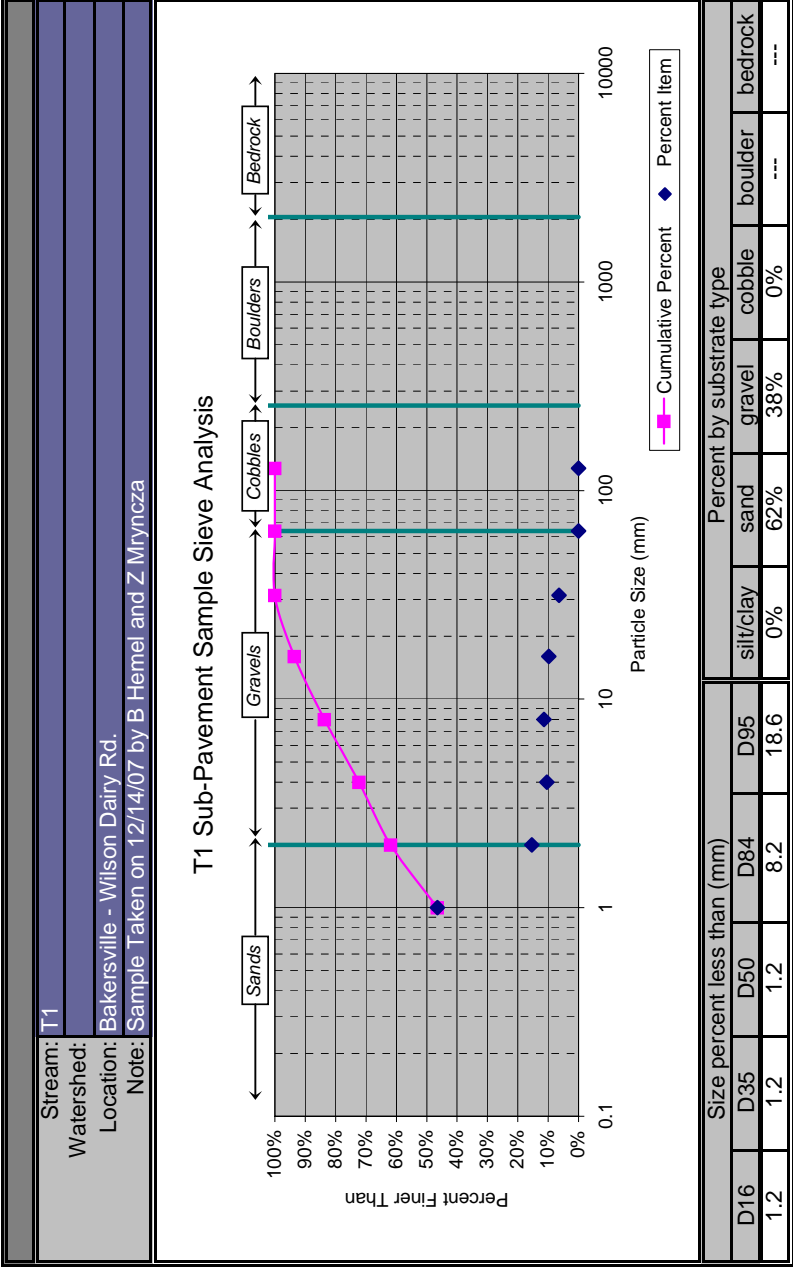 Stream: T1
Watershed:
Location: Bakersville - Wilson Dairy Rd.
Note: Sample Taken on 12/14/07 by B Hemel and Z Mryncza
T1 Sub-Pavement Sample Sieve Analysis
Sands
Gravels
Cobbles
Boulders
Bedrock
100%
90%
80%
70%
60%
50%
40%
30%
20%
10%
0%
Percent Finer Than
0.1 1 10 100 1000 10000
Particle Size (mm)
Cumulative Percent Percent Item
Size percent less than (mm) Percent by substrate type
D16 D35 D50 D84 D95 silt/clay sand gravel cobble boulder bedrock
1.2 1.2 1.2 8.2 18.6 0% 62% 38% 0% --- ---